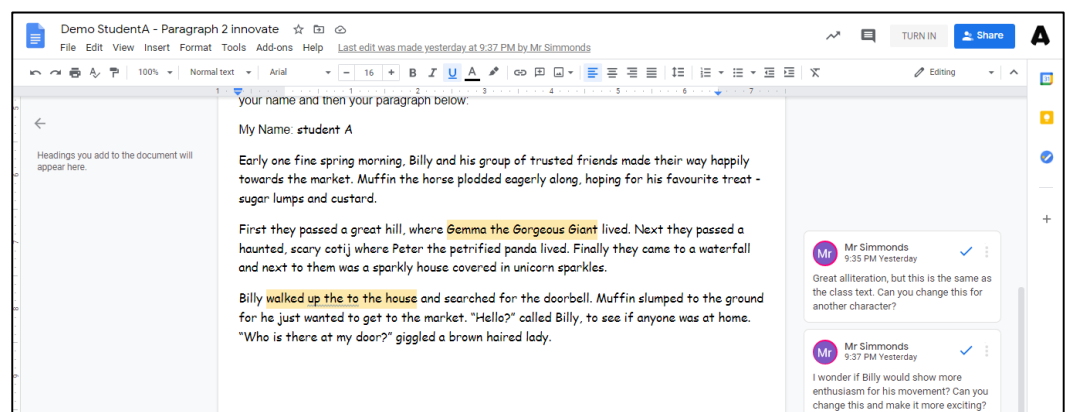 Demo StudentA - Paragraph 2 innovate
File Edit View Insert Format Tools Add-ons Help Last edit was made yesterday at 9:37 PM by Mr Simmonds
TURN IN
Share
100% Normal text Arial - 16 + B I U A Editing
1 1 2 3 4 5 6 7
Headings you add to the document will
appear here.
your name and then your paragraph below:
My Name: student A
Early one fine spring morning, Billy and his group of trusted friends made their way happily
towards the market. Muffin the horse plodded eagerly along, hoping for his favourite treat -
sugar lumps and custard.
First they passed a great hill, where Gemma the Gorgeous Giant lived. Next they passed a
haunted, scary cotij where Peter the petrified panda lived. Finally they came to a waterfall
and next to them was a sparkly house covered in unicorn sparkles.
Billy walked up the to the house and searched for the doorbell. Muffin slumped to the ground
for he just wanted to get to the market. “Hello?” called Billy, to see if anyone was at home.
“Who is there at my door?” giggled a brown haired lady.
Mr Mr Simmonds
9:35 PM Yesterday
Great alliteration, but this is the same as
the class text. Can you change this for
another character?
Mr Mr Simmonds
9:37 PM Yesterday
I wonder if Billy would show more
enthusiasm for his movement? Can you
change this and make it more exciting?